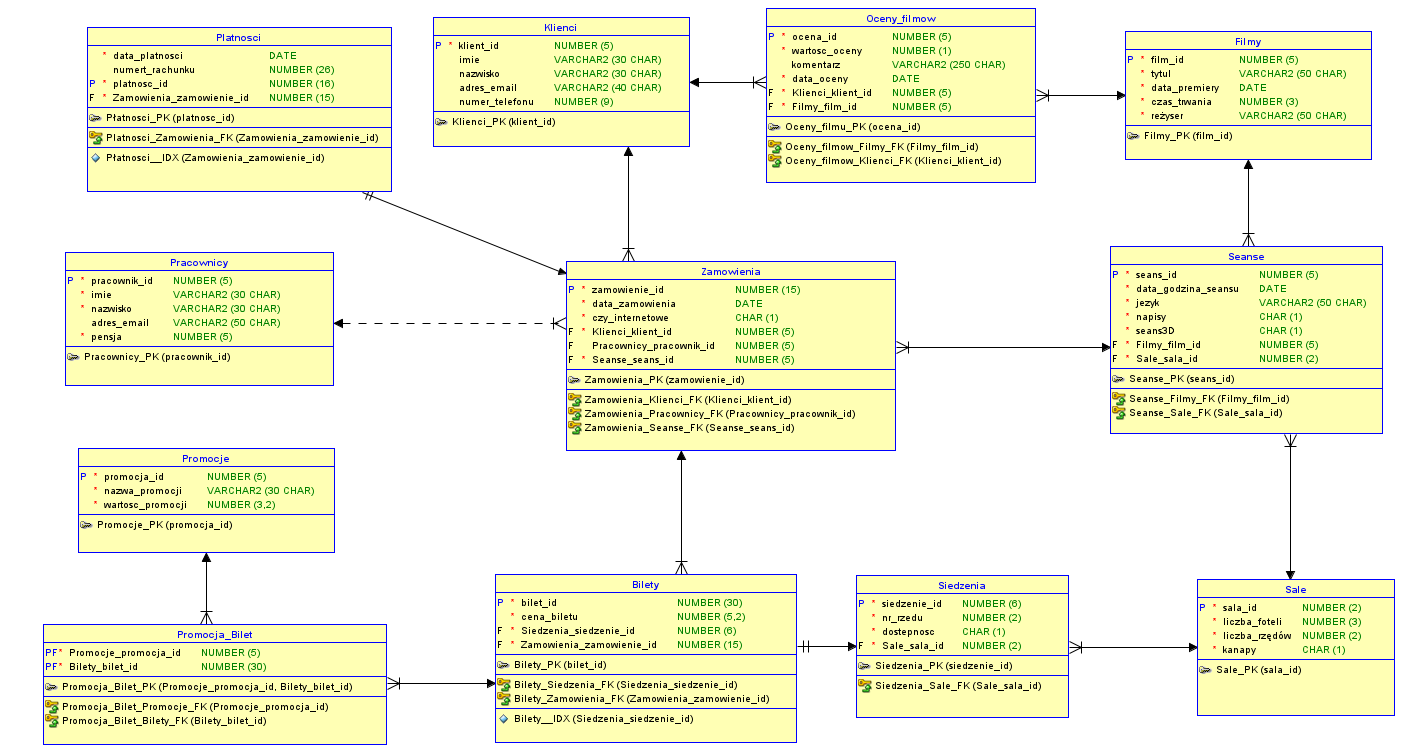 Platnosci
* data_platnosci DATE
numert_rachunku NUMBER (26)
P * platnosc_id NUMBER (16)
F * Zamowienia_zamowienie_id NUMBER (15)
Płatnosci_PK (platnosc_id)
Platnosci_Zamowienia_FK (Zamowienia_zamowienie_id)
Płatnosci__IDX (Zamowienia_zamowienie_id)
Klienci
P * klient_id NUMBER (5)
imie VARCHAR2 (30 CHAR)
nazwisko VARCHAR2 (30 CHAR)
adres_email VARCHAR2 (40 CHAR)
numer_telefonu NUMBER (9)
Klienci_PK (klient_id)
Oceny_filmow
P * ocena_id NUMBER (5)
* wartosc_oceny NUMBER (1)
komentarz VARCHAR2 (250 CHAR)
* data_oceny DATE
F * Klienci_klient_id NUMBER (5)
F * Filmy_film_id NUMBER (5)
Oceny_filmu_PK (ocena_id)
Oceny_filmow_Filmy_FK (Filmy_film_id)
Oceny_filmow_Klienci_FK (Klienci_klient_id)
Filmy
P * film_id NUMBER (5)
* tytul VARCHAR2 (50 CHAR)
* data_premiery DATE
* czas_trwania NUMBER (3)
* reżyser VARCHAR2 (50 CHAR)
Filmy_PK (film_id)
Pracownicy
P * pracownik_id NUMBER (5)
* imie VARCHAR2 (30 CHAR)
* nazwisko VARCHAR2 (30 CHAR)
adres_email VARCHAR2 (50 CHAR)
* pensja NUMBER (5)
Pracownicy_PK (pracownik_id)
Zamowienia
P * zamowienie_id NUMBER (15)
* data_zamowienia DATE
* czy_internetowe CHAR (1)
F * Klienci_klient_id NUMBER (5)
F Pracownicy_pracownik_id NUMBER (5)
F * Seanse_seans_id NUMBER (5)
Zamowienia_PK (zamowienie_id)
Zamowienia_Klienci_FK (Klienci_klient_id)
Zamowienia_Pracownicy_FK (Pracownicy_pracownik_id)
Zamowienia_Seanse_FK (Seanse_seans_id)
Seanse
P * seans_id NUMBER (5)
* data_godzina_seansu DATE
* jezyk VARCHAR2 (50 CHAR)
* napisy CHAR (1)
* seans3D CHAR (1)
F * Filmy_film_id NUMBER (5)
F * Sale_sala_id NUMBER (2)
Seanse_PK (seans_id)
Seanse_Filmy_FK (Filmy_film_id)
Seanse_Sale_FK (Sale_sala_id)
Promocje
P * promocja_id NUMBER (5)
* nazwa_promocji VARCHAR2 (30 CHAR)
* wartosc_promocji NUMBER (3,2)
Promocje_PK (promocja_id)
Promocja_Bilet
PF* Promocje_promocja_id NUMBER (5)
PF* Bilety_bilet_id NUMBER (30)
Promocja_Bilet_PK (Promocje_promocja_id, Bilety_bilet_id)
Promocja_Bilet_Promocje_FK (Promocje_promocja_id)
Promocja_Bilet_Bilety_FK (Bilety_bilet_id)
Bilety
P * bilet_id NUMBER (30)
* cena_biletu NUMBER (5,2)
F * Siedzenia_siedzenie_id NUMBER (6)
F * Zamowienia_zamowienie_id NUMBER (15)
Bilety_PK (bilet_id)
Bilety_Siedzenia_FK (Siedzenia_siedzenie_id)
Bilety_Zamowienia_FK (Zamowienia_zamowienie_id)
Bilety__IDX (Siedzenia_siedzenie_id)
Siedzenia
P * siedzenie_id NUMBER (6)
* nr_rzedu NUMBER (2)
* dostepnosc CHAR (1)
F * Sale_sala_id NUMBER (2)
Siedzenia_PK (siedzenie_id)
Siedzenia_Sale_FK (Sale_sala_id)
Sale
P * sala_id NUMBER (2)
* liczba_foteli NUMBER (3)
* liczba_rzędów NUMBER (2)
* kanapy CHAR (1)
Sale_PK (sala_id)